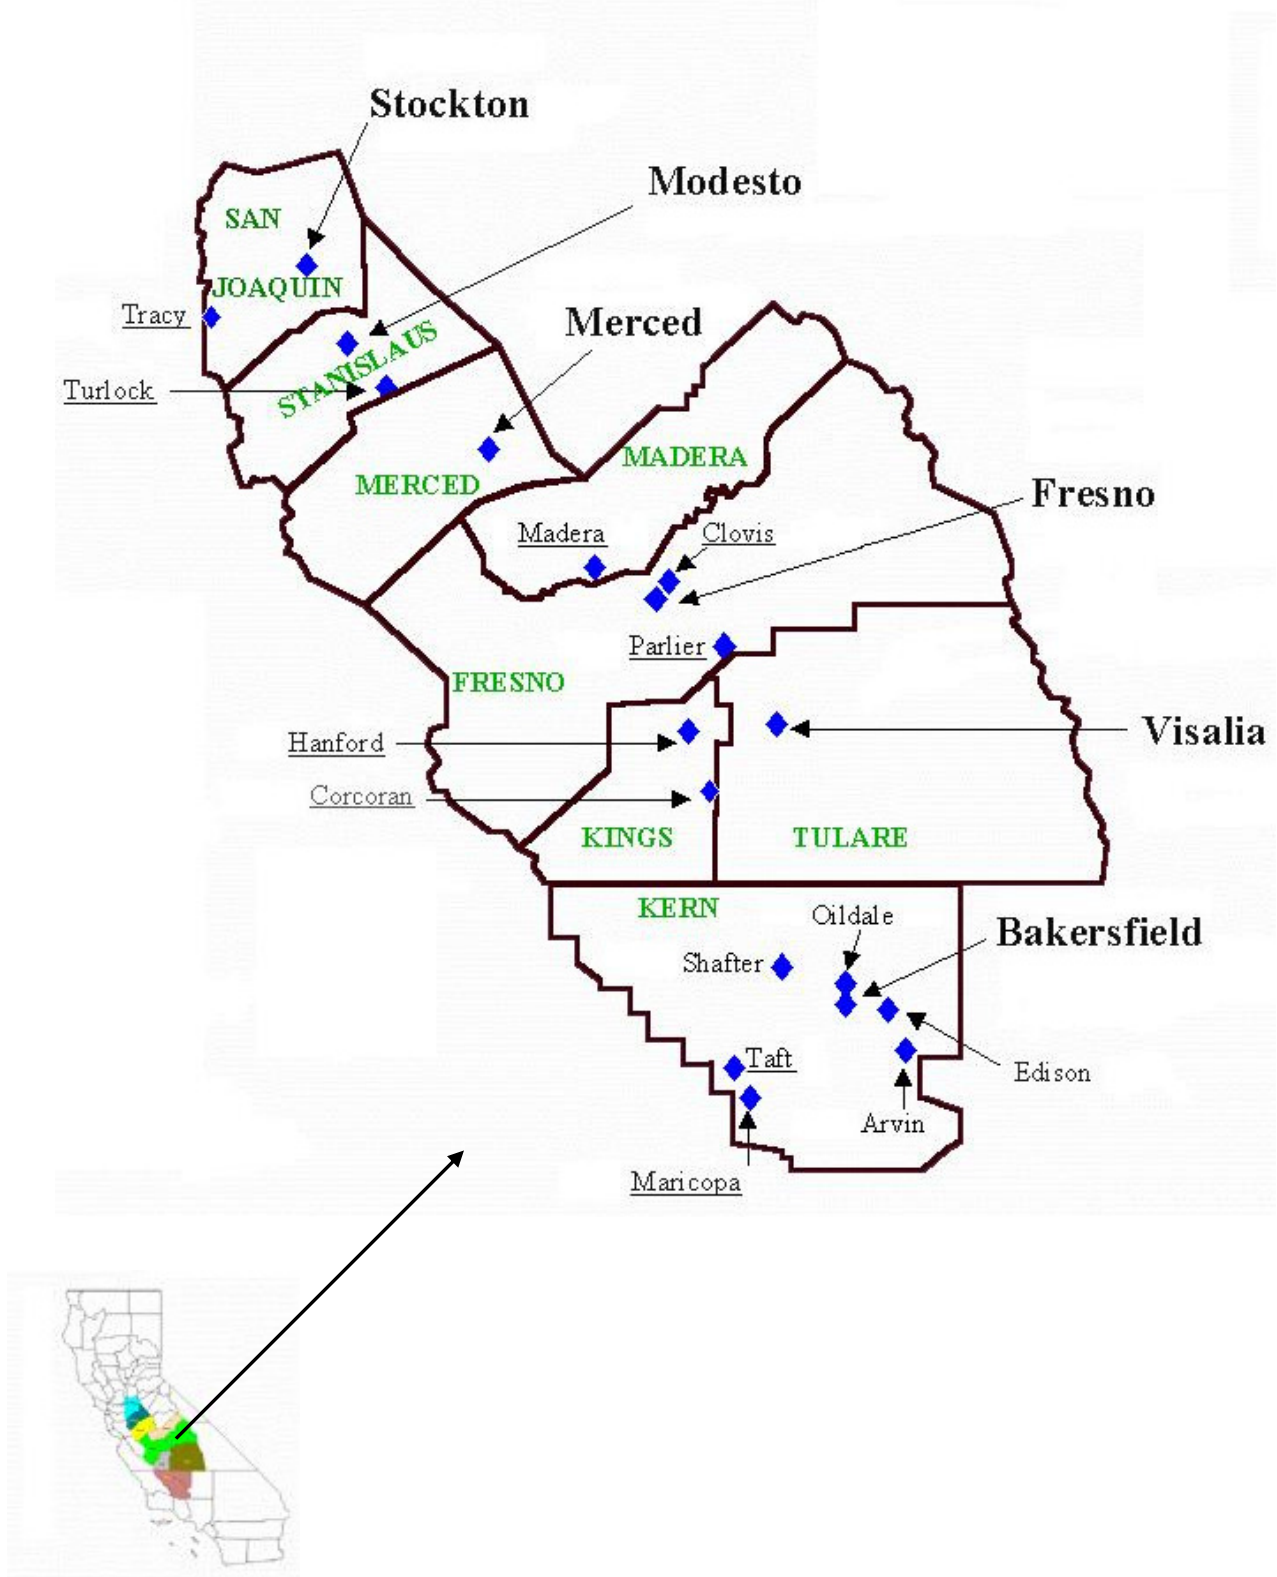 Stockton
Modesto
SAN
JOAQUIN
Tracy
Merced
STANISLAUS
Turlock
MADERA
MERCED
Fresno
Madera
Clovis
Parlier
FRESNO
Hanford
Visalia
Corcoran
KINGS
TULARE
KERN
Oildale
Bakersfield
Shafter
Taft
Edison
Arvin
Maricopa